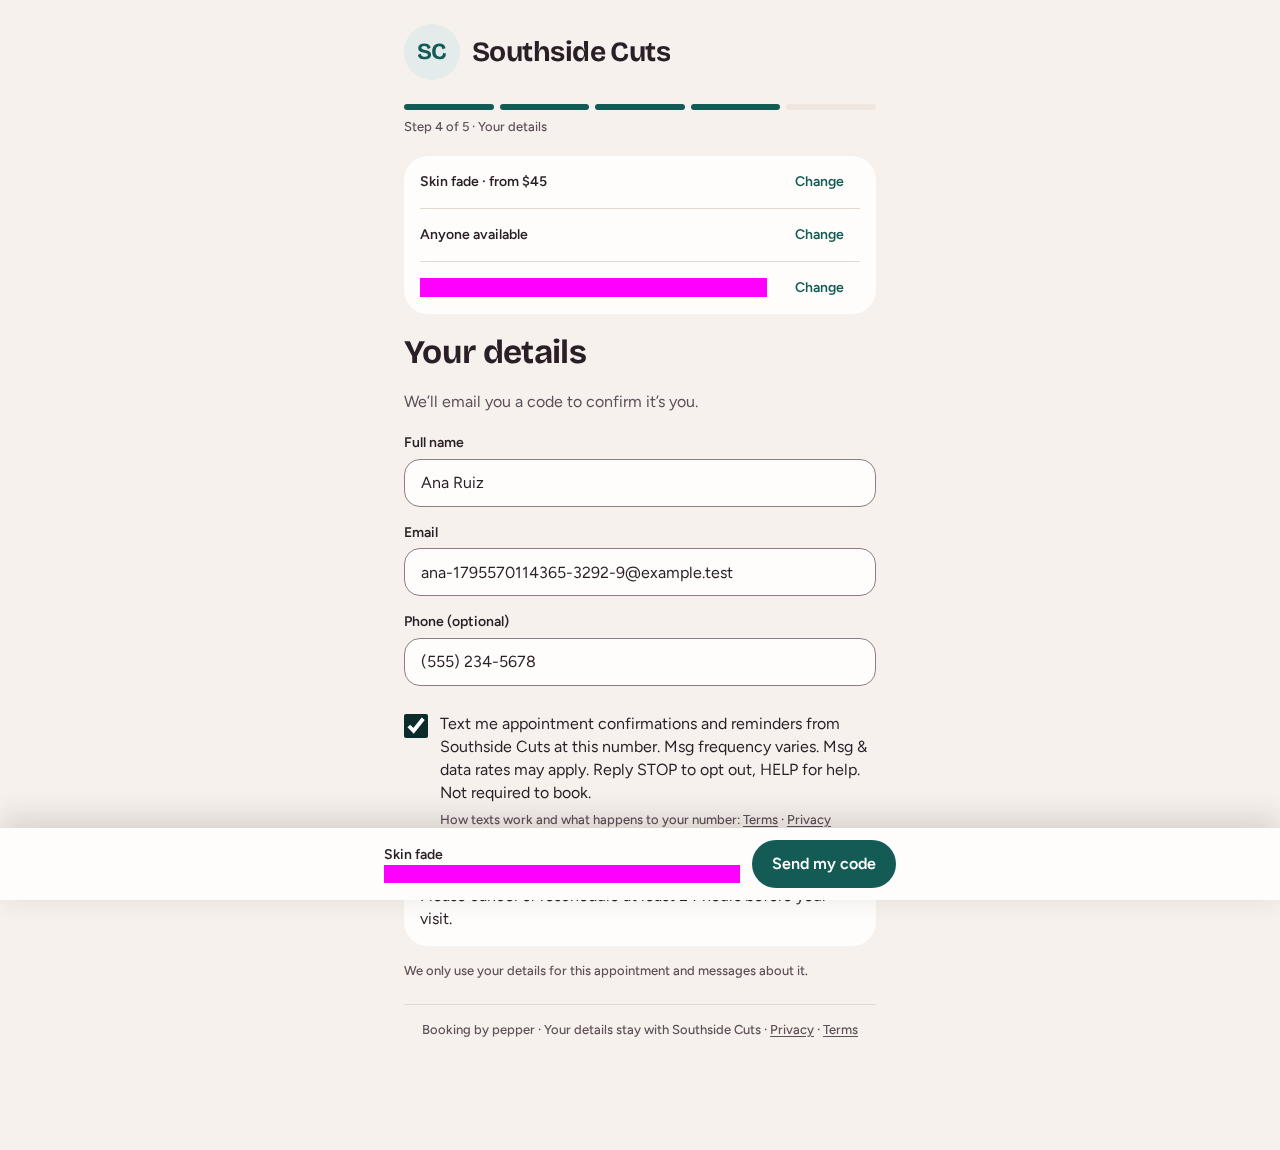 SC
Southside Cuts
Step 4 of 5 · Your details
Skin fade · from $45
Change
Anyone available
Change
Change
Your details
We’ll email you a code to confirm it’s you.
Full name
Ana Ruiz
Email
ana-1795570114365-3292-9@example.test
Phone (optional)
(555) 234-5678
Text me appointment confirmations and reminders from
Southside Cuts at this number. Msg frequency varies. Msg &
data rates may apply. Reply STOP to opt out, HELP for help.
Not required to book.
How texts work and what happens to your number: Terms · Privacy
Skin fade
Send my code
visit.
We only use your details for this appointment and messages about it.
Booking by pepper · Your details stay with Southside Cuts · Privacy · Terms